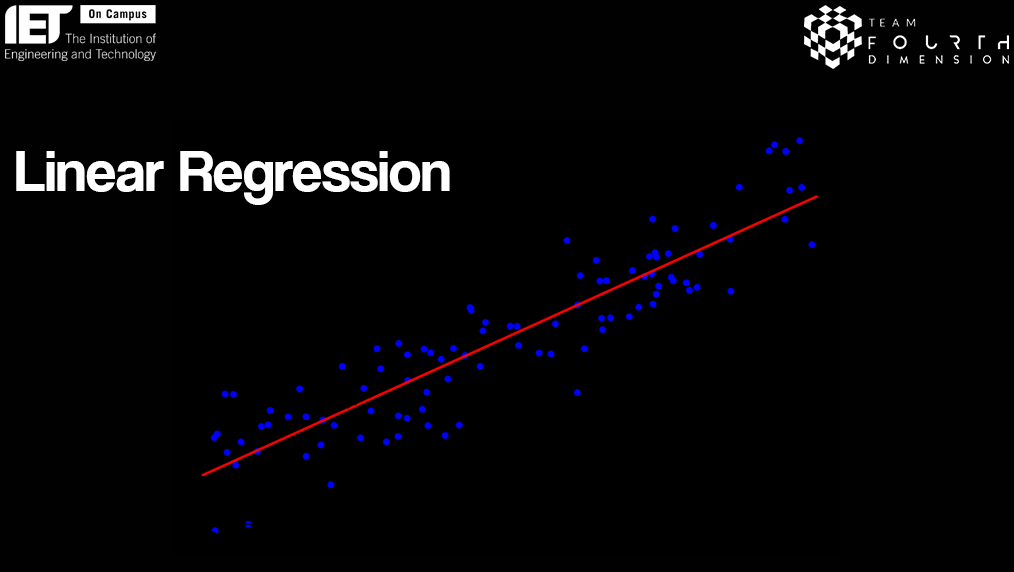 IET On Campus
The Institution of
Engineering and Technology
TEAM
FOURTH
DIMENSION
Linear Regression